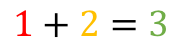 1 + 2 = 3